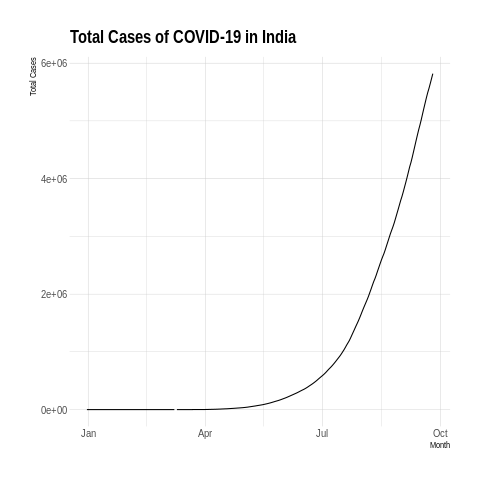 Total Cases of COVID-19 in India
Total Cases
6e+06
4e+06
2e+06
0e+00
Jan Apr Jul Oct
Month